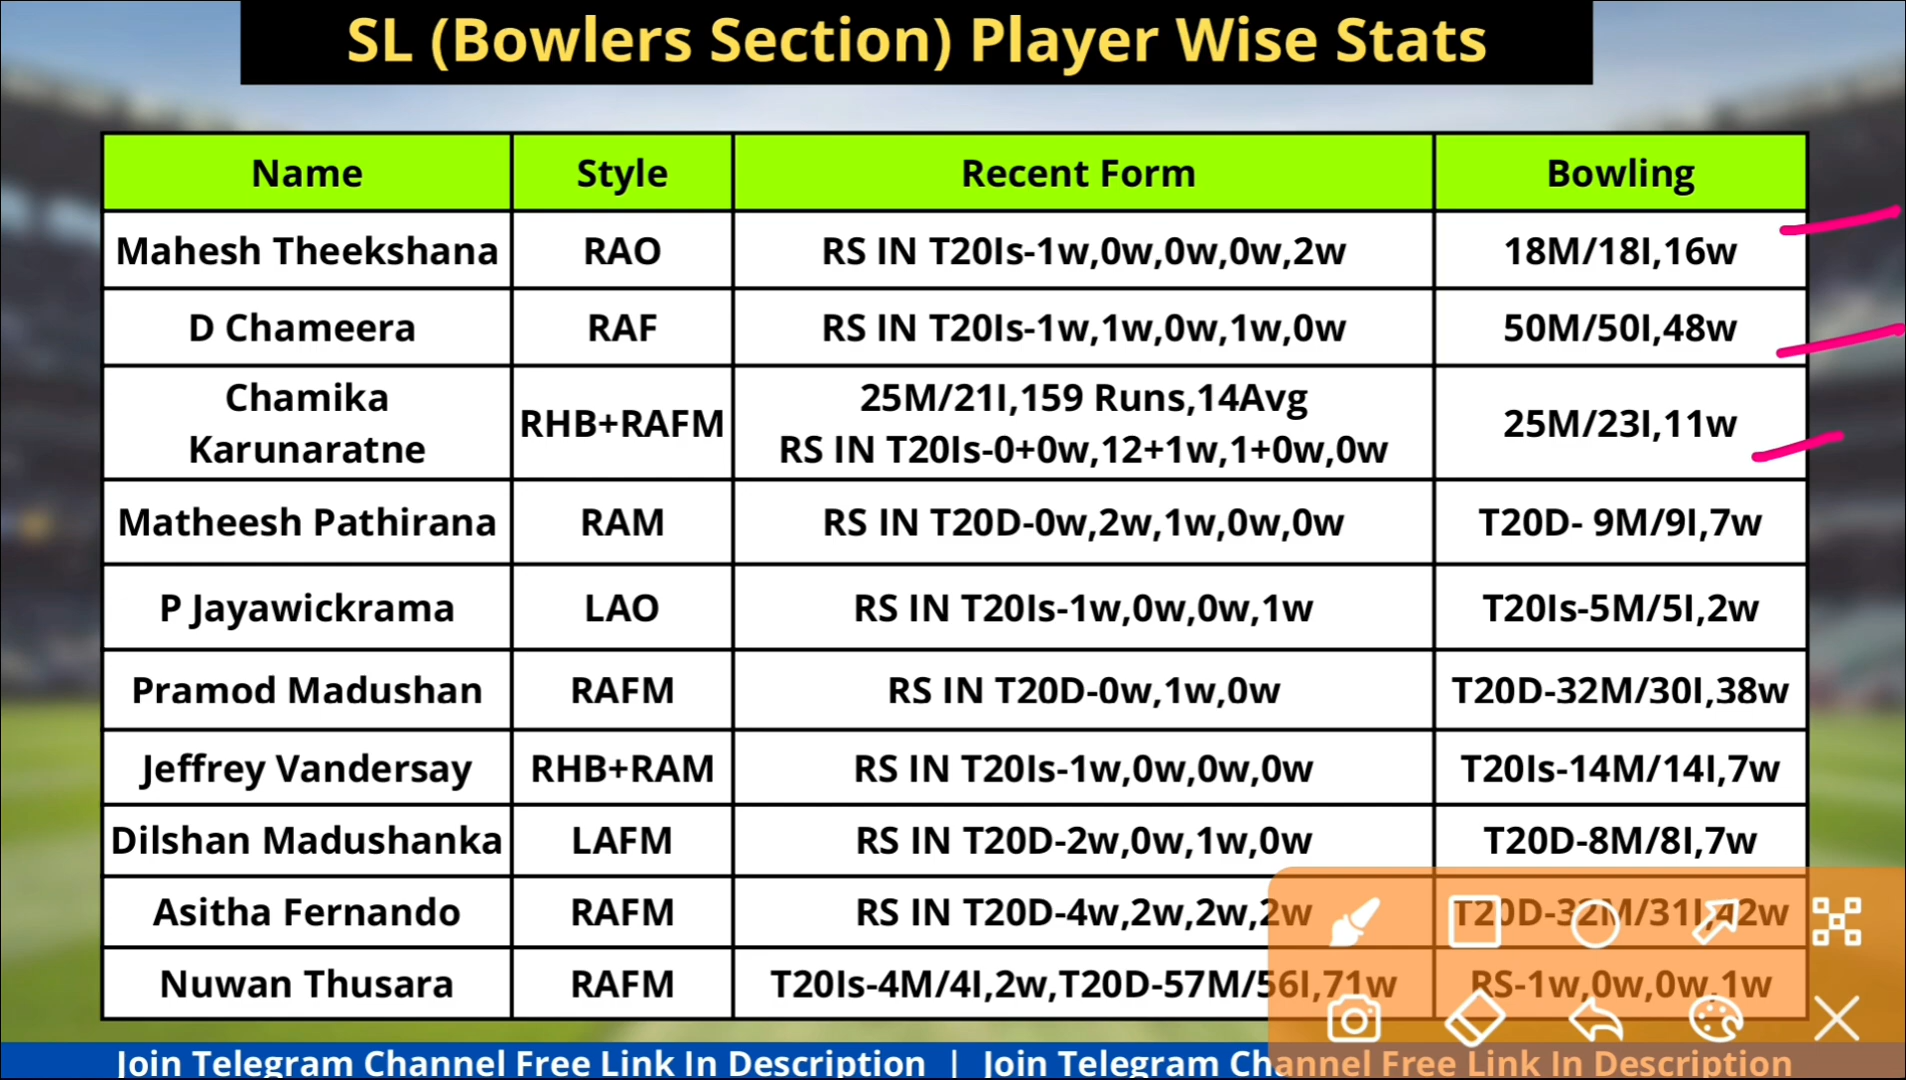 SL (Bowlers Section) Player Wise Stats
Name Style Recent Form Bowling
Mahesh Theekshana RAO RS IN T20Is-1w,0w,0w,0w,2w 18M/18I,16w
D Chameera RAF RS IN T20Is-1w,1w,0w,1w,0w 50M/50I,48w
Chamika Karunaratne RHB+RAFM 25M/21I,159 Runs,14Avg
RS IN T20Is-0+0w,12+1w,1+0w,0w 25M/23I,11w
Matheesh Pathirana RAM RS IN T20D-0w,2w,1w,0w,0w T20D- 9M/9I,7w
P Jayawickrama LAO RS IN T20Is-1w,0w,0w,1w T20Is-5M/5I,2w
Pramod Madushan RAFM RS IN T20D-0w,1w,0w T20D-32M/30I,38w
Jeffrey Vandersay RHB+RAM RS IN T20Is-1w,0w,0w,0w T20Is-14M/14I,7w
Dilshan Madushanka LAFM RS IN T20D-2w,0w,1w,0w T20D-8M/8I,7w
Asitha Fernando RAFM RS IN T20D-4w,2w,2w,2w T20D-32M/31I,42w
Nuwan Thusara RAFM T20Is-4M/4I,2w,T20D-57M/56I,71w RS-1w,0w,0w,1w
Join Telegram Channel Free Link In Description | Join Telegram Channel Free Link In Description